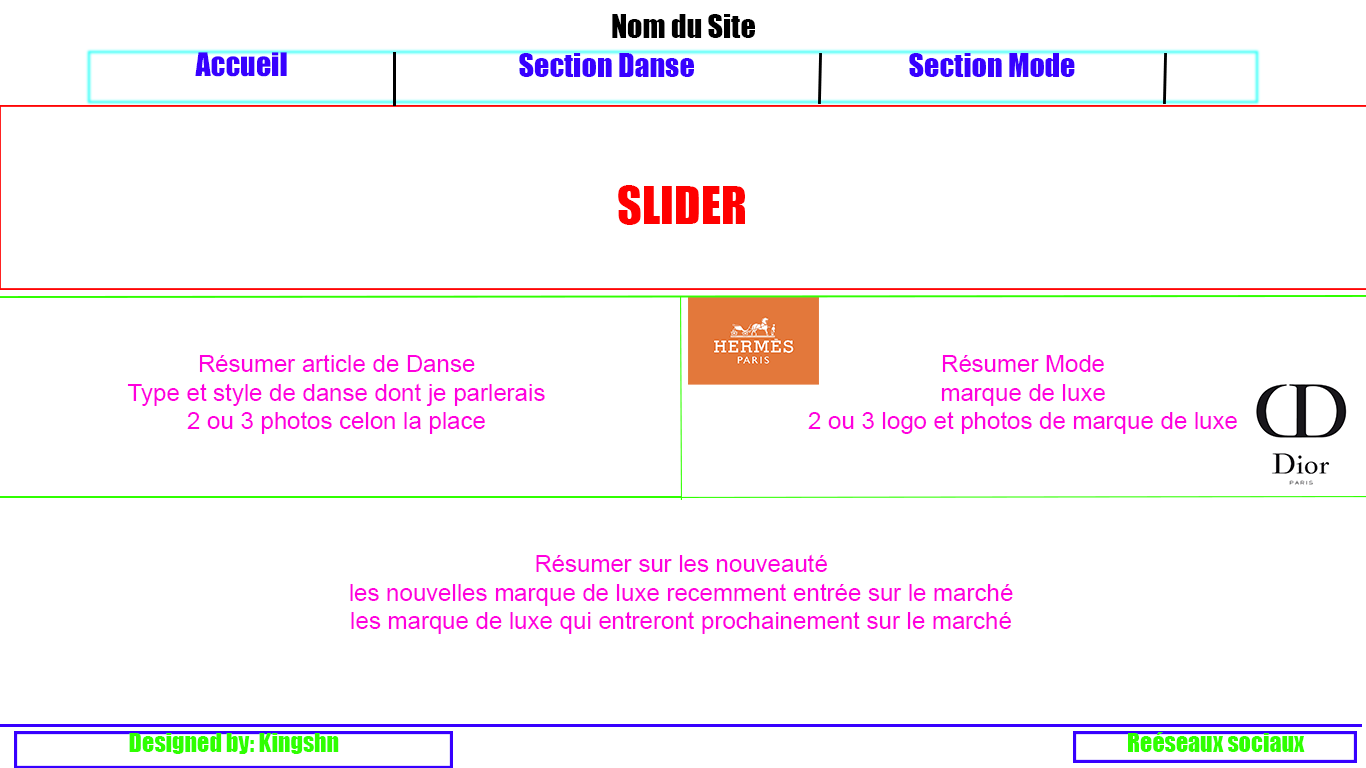 Nom du Site
Accueil
Section Danse
Section Mode
SLIDER
Résumer article de Danse
Type et style de danse dont je parlerais
2 ou 3 photos celon la place
HERMÈS
PARIS
Résumer Mode
marque de luxe
2 ou 3 logo et photos de marque de luxe
CD
Dior
PARIS
Résumer sur les nouveauté
les nouvelles marque de luxe recemment entrée sur le marché
les marque de luxe qui entreront prochainement sur le marché
Designed by: Kingshn
Reéseaux sociaux